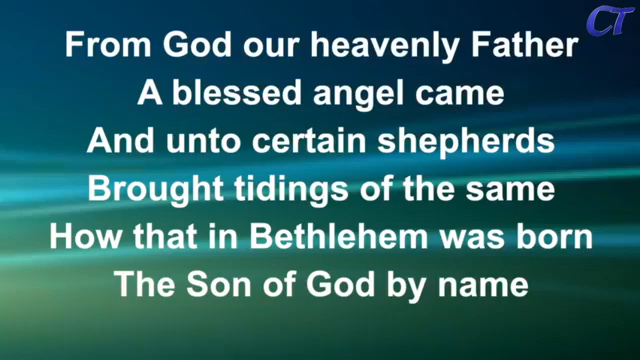 CT
From God our heavenly Father
A blessed angel came
And unto certain shepherds
Brought tidings of the same
How that in Bethlehem was born
The Son of God by name